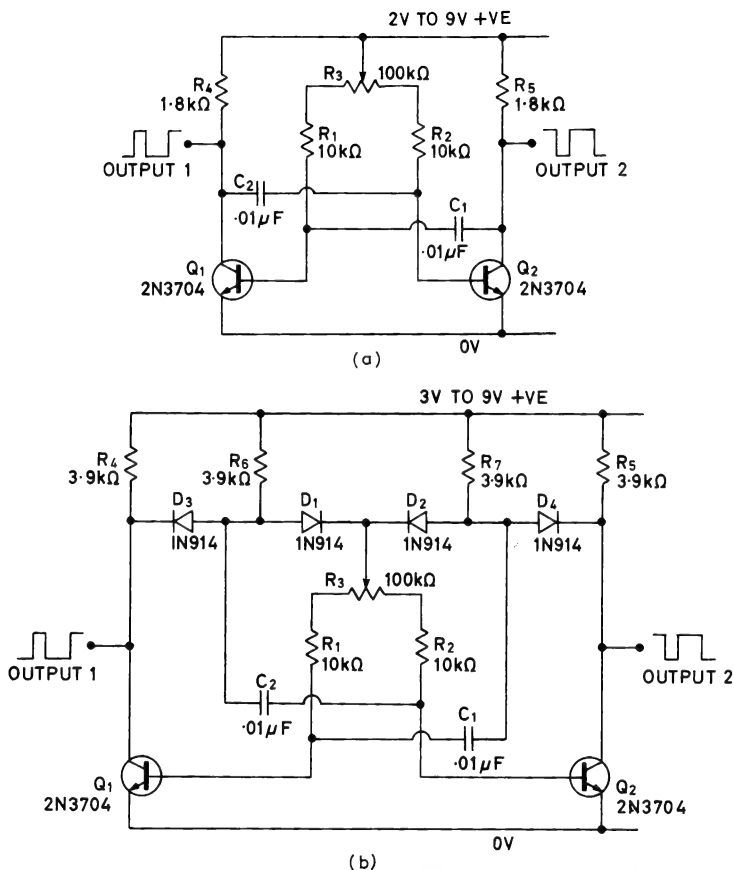 2V TO 9V +VE
R4
1·8kΩ
R3 100kΩ
R5
1·8kΩ
R1
10kΩ
R2
10kΩ
OUTPUT 1
OUTPUT 2
C2
·01µF
C1
·01µF
Q1
2N3704
Q2
2N3704
0V
(a)
3V TO 9V +VE
R4
3·9kΩ
R6
3·9kΩ
R7
3·9kΩ
R5
3·9kΩ
D3
1N914
D1
1N914
D2
1N914
D4
1N914
R3 100kΩ
R1
10kΩ
R2
10kΩ
OUTPUT 1
OUTPUT 2
C2
·01µF
C1
·01µF
Q1
2N3704
Q2
2N3704
0V
(b)